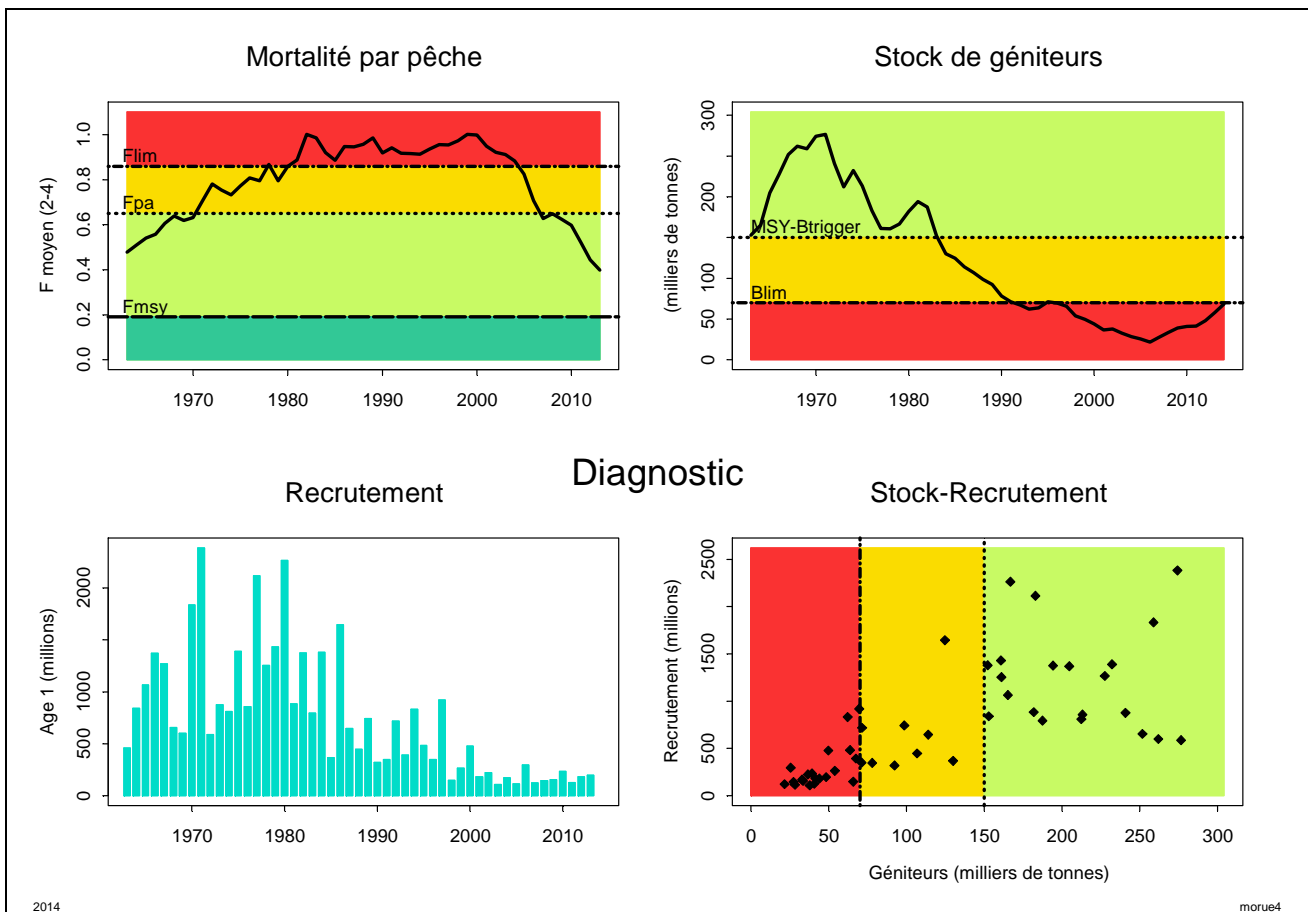 Mortalité par pêche
F moyen (2-4)
0.0 0.2 0.4 0.6 0.8 1.0
Flim
Fpa
Fmsy
1970 1980 1990 2000 2010
Stock de géniteurs
(milliers de tonnes)
0 50 100 200 300
MSY-Btrigger
Blim
1970 1980 1990 2000 2010
Diagnostic
Recrutement
Age 1 (millions)
0 500 1000 2000
1970 1980 1990 2000 2010
Stock-Recrutement
Recrutement (millions)
0 500 1500 2500
0 50 100 150 200 250 300
Géniteurs (milliers de tonnes)
2014
morue4